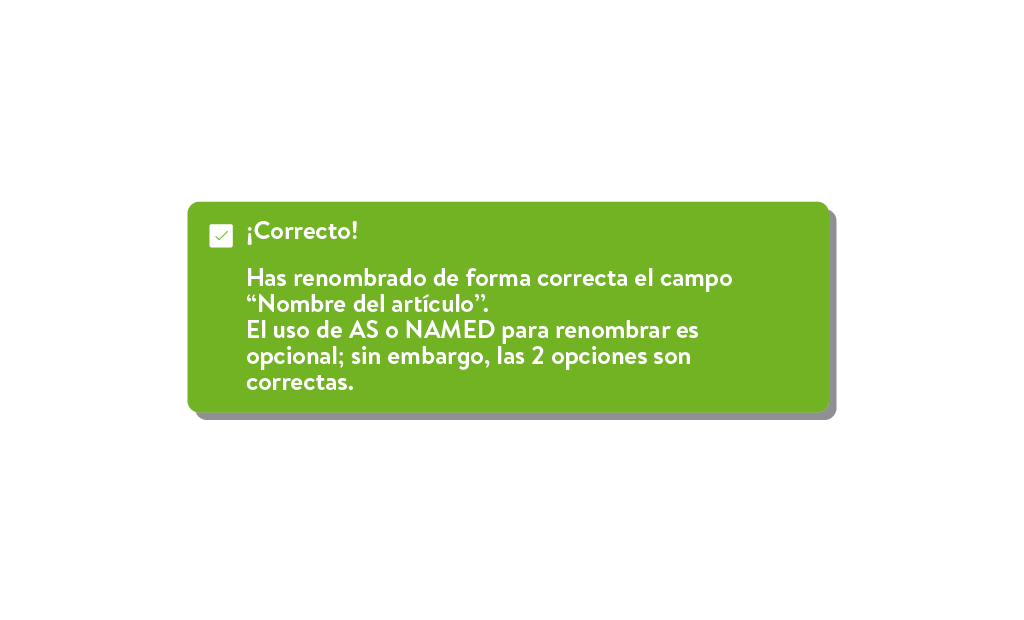 ¡Correcto!
Has renombrado de forma correcta el campo
“Nombre del artículo”.
El uso de AS o NAMED para renombrar es
opcional; sin embargo, las 2 opciones son
correctas.